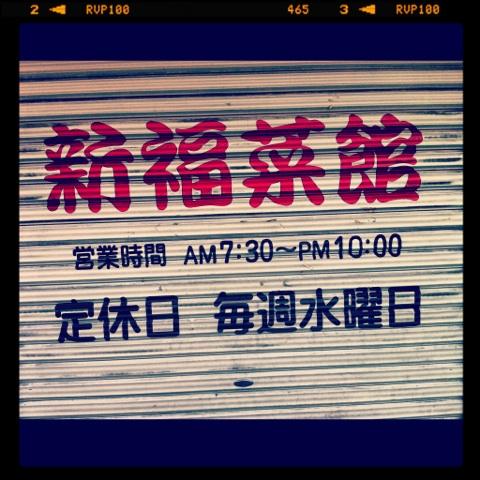 2 RVP100 465 3 RVP100
新福菜館
営業時間 AM7:30〜PM10:00
定休日 毎週水曜日